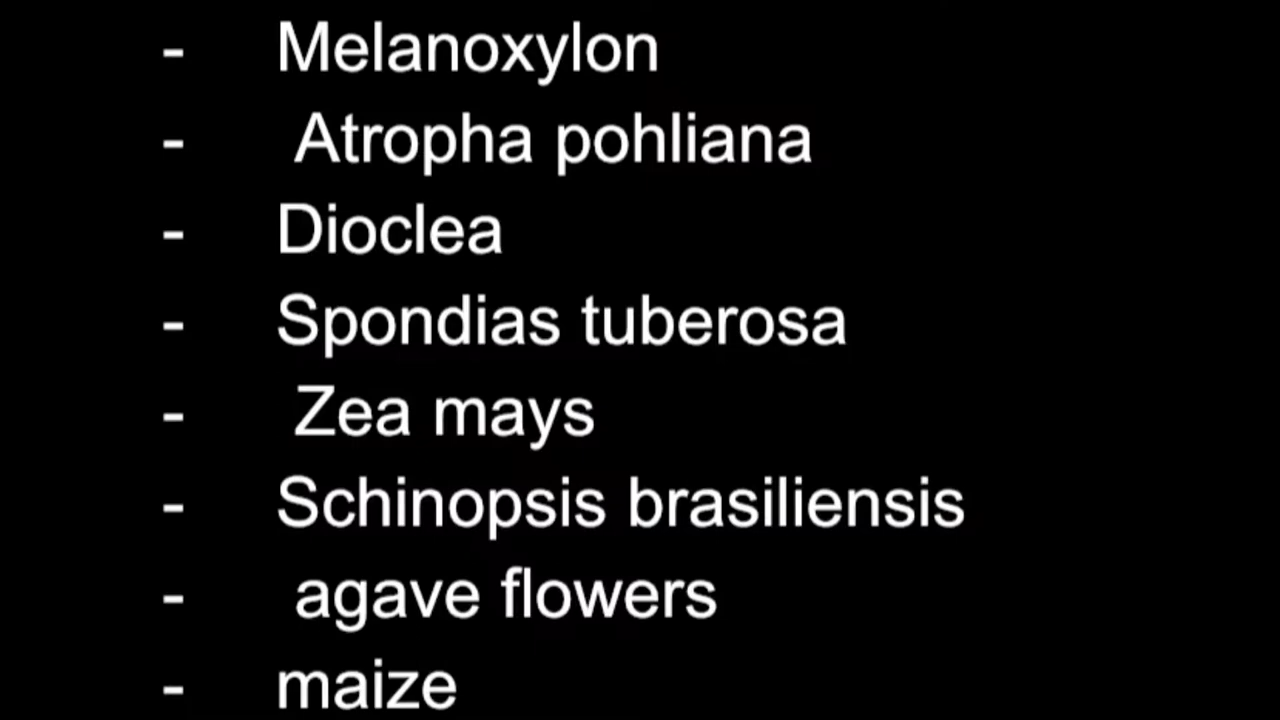 - Melanoxylon
- Atropha pohliana
- Dioclea
- Spondias tuberosa
- Zea mays
- Schinopsis brasiliensis
- agave flowers
- maize